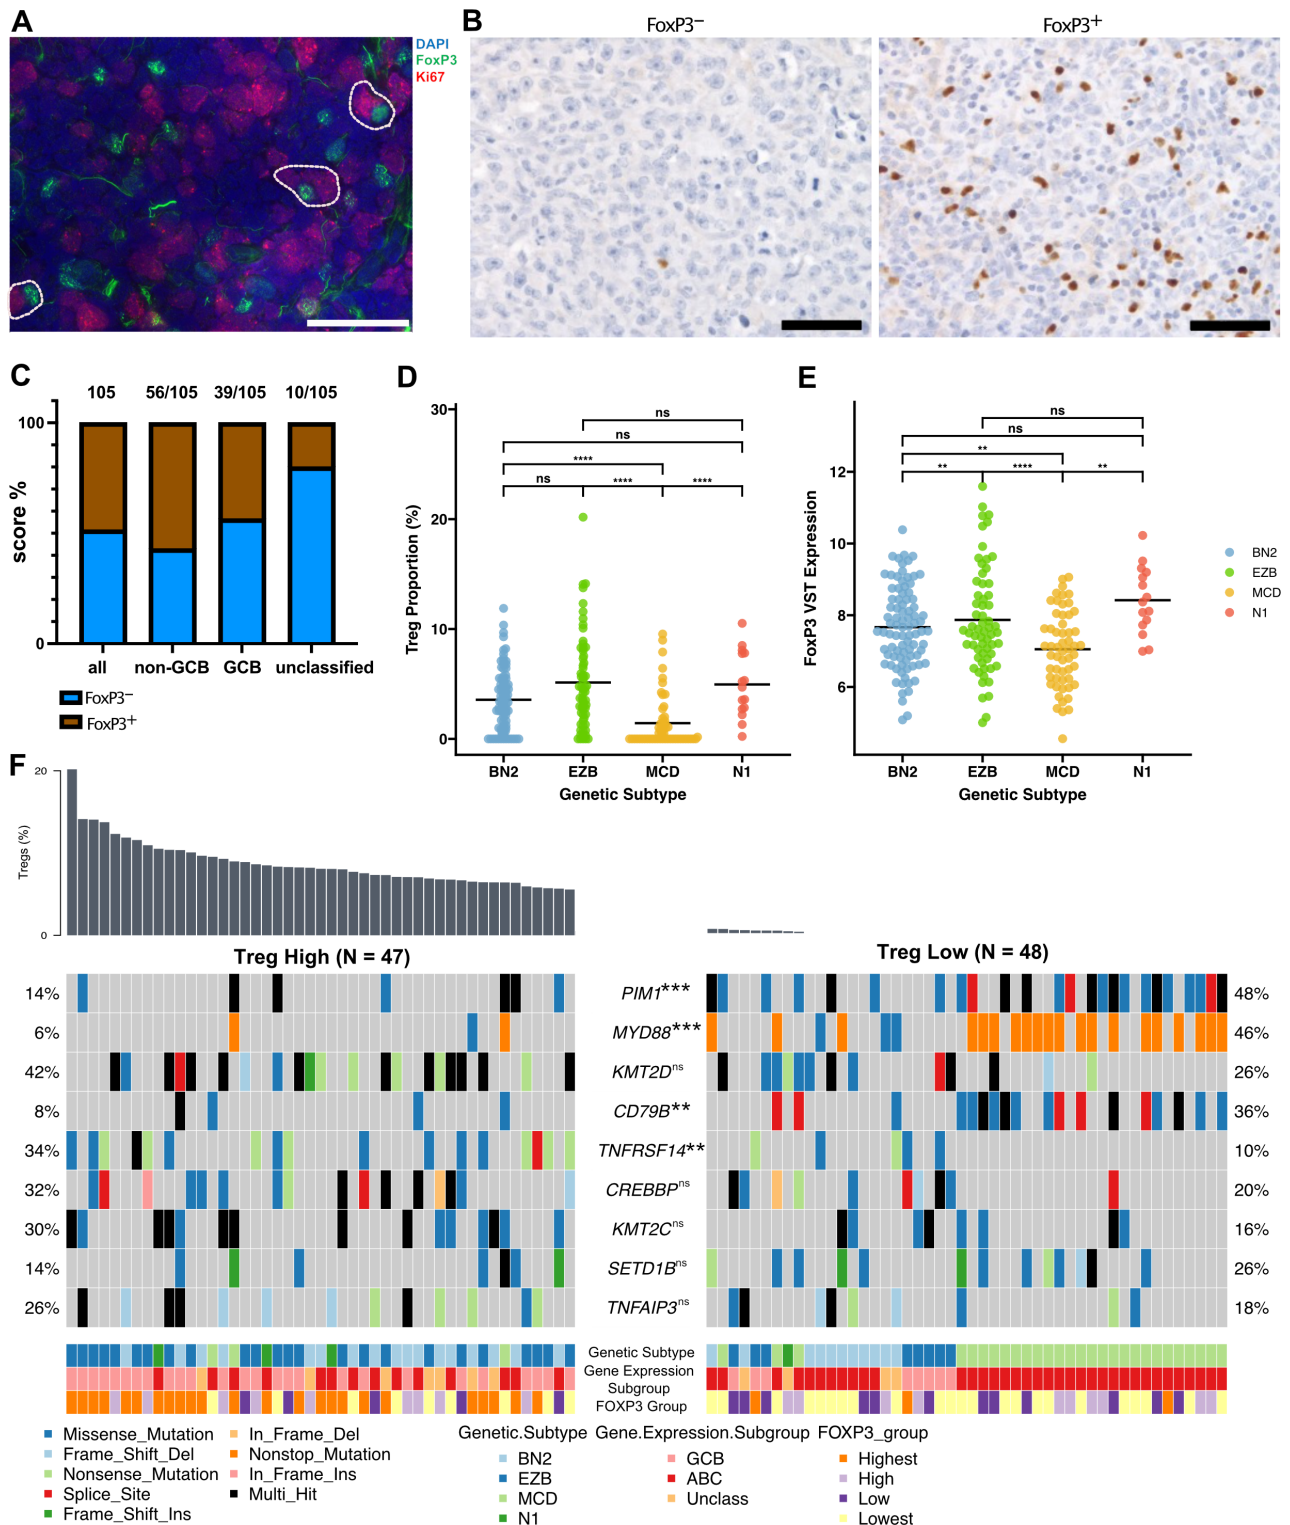 A
DAPI
FoxP3
Ki67
B
FoxP3−
FoxP3+
C
105 56/105 39/105 10/105
100
0
score %
all non-GCB GCB unclassified
FoxP3−
FoxP3+
D
30
20
10
0
Treg Proportion (%)
ns
ns
****
ns **** ****
BN2 EZB MCD N1
Genetic Subtype
E
12
10
8
6
FoxP3 VST Expression
ns
ns
**
** **** **
BN2 EZB MCD N1
Genetic Subtype
BN2
EZB
MCD
N1
F
20
0
Tregs (%)
Treg High (N = 47)
Treg Low (N = 48)
14% PIM1*** 48%
6% MYD88*** 46%
42% KMT2Dns 26%
8% CD79B** 36%
34% TNFRSF14** 10%
32% CREBBPns 20%
30% KMT2Cns 16%
14% SETD1Bns 26%
26% TNFAIP3ns 18%
Genetic Subtype
Gene Expression
Subgroup
FOXP3 Group
Missense_Mutation
Frame_Shift_Del
Nonsense_Mutation
Splice_Site
Frame_Shift_Ins
In_Frame_Del
Nonstop_Mutation
In_Frame_Ins
Multi_Hit
Genetic.Subtype
BN2
EZB
MCD
N1
Gene.Expression.Subgroup
GCB
ABC
Unclass
FOXP3_group
Highest
High
Low
Lowest